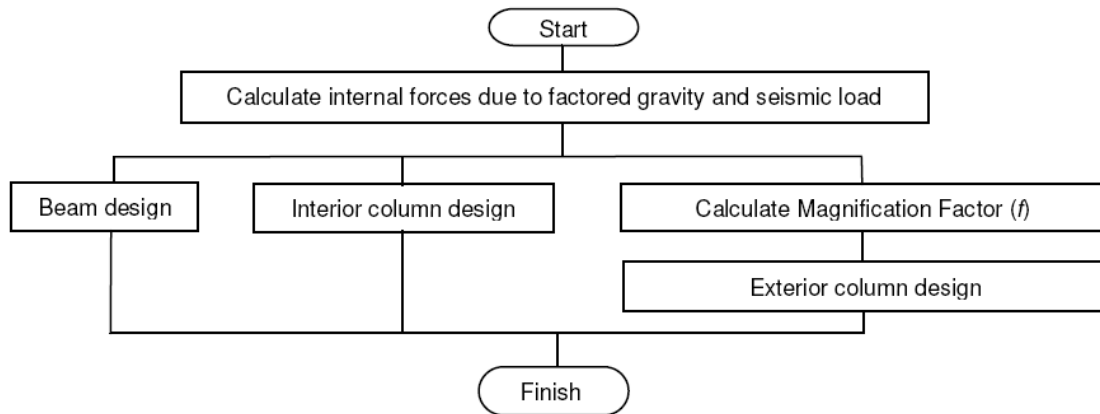 Start
Calculate internal forces due to factored gravity and seismic load
Beam design
Interior column design
Calculate Magnification Factor (f)
Exterior column design
Finish